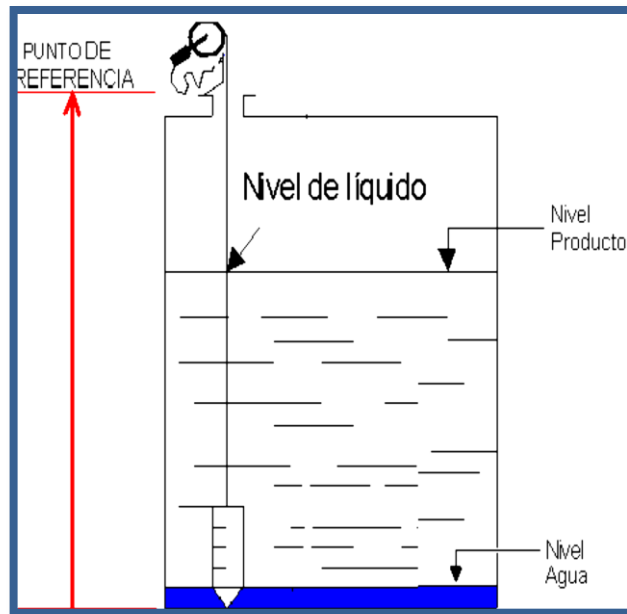 PUNTO DE
REFERENCIA
Nivel de líquido
Nivel
Producto
Nivel
Agua